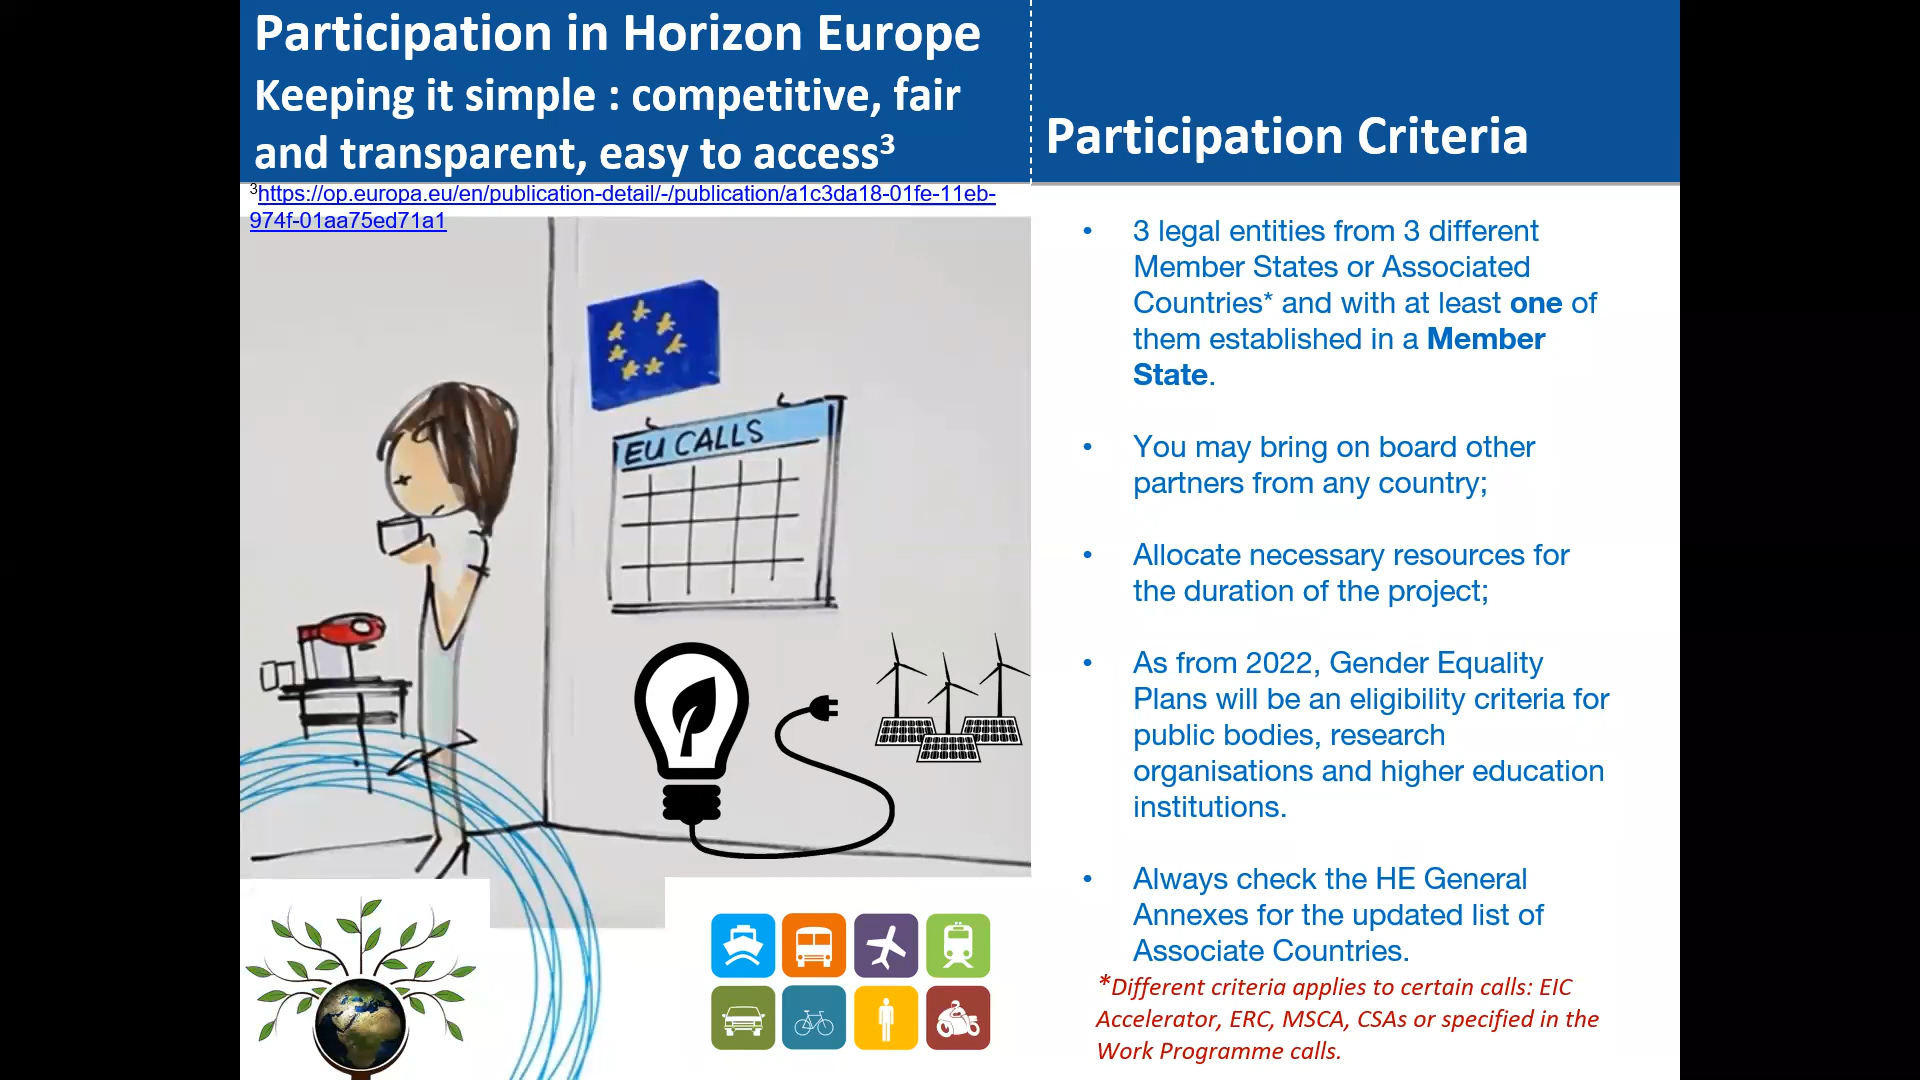 Participation in Horizon Europe
Keeping it simple : competitive, fair
and transparent, easy to access³
³https://op.europa.eu/en/publication-detail/-/publication/a1c3da18-01fe-11eb-
974f-01aa75ed71a1
EU CALLS
Participation Criteria
• 3 legal entities from 3 different
Member States or Associated
Countries* and with at least one of
them established in a Member
State.
• You may bring on board other
partners from any country;
• Allocate necessary resources for
the duration of the project;
• As from 2022, Gender Equality
Plans will be an eligibility criteria for
public bodies, research
organisations and higher education
institutions.
• Always check the HE General
Annexes for the updated list of
Associate Countries.
*Different criteria applies to certain calls: EIC
Accelerator, ERC, MSCA, CSAs or specified in the
Work Programme calls.